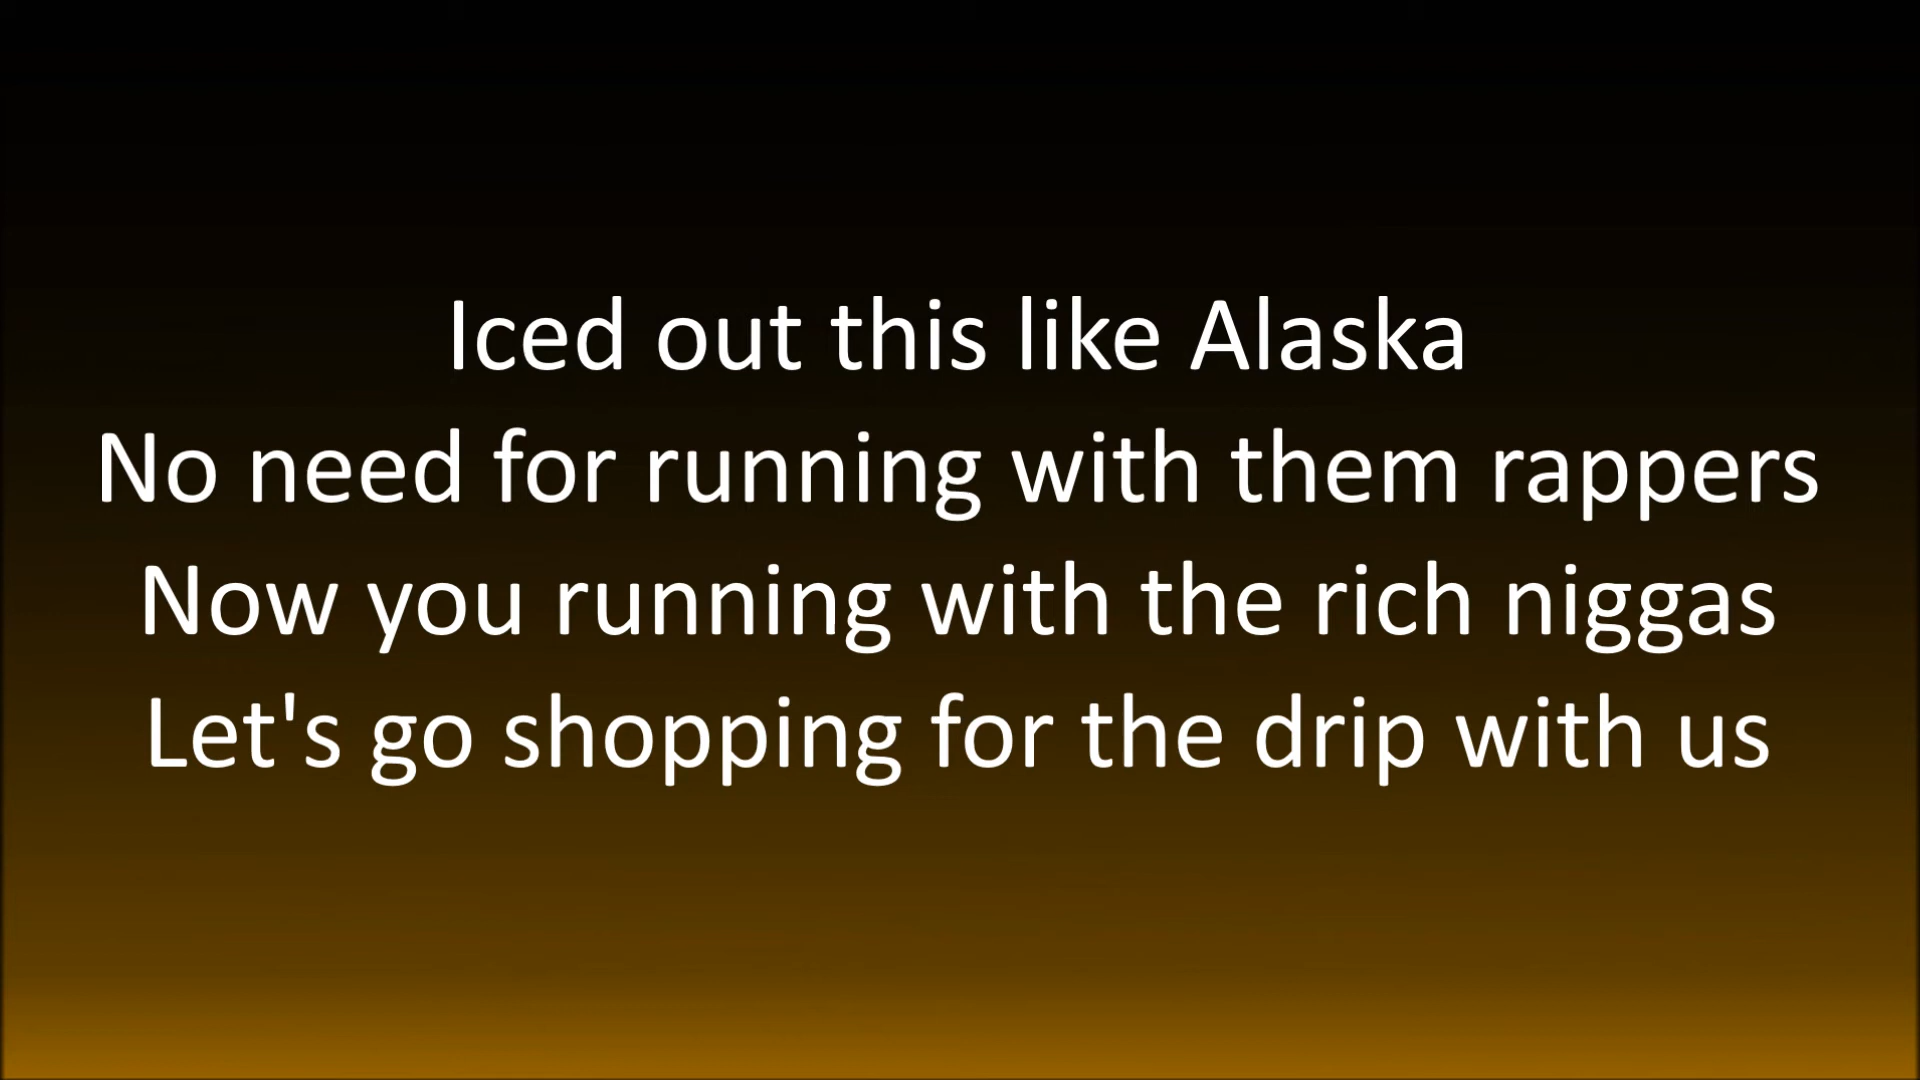 Iced out this like Alaska
No need for running with them rappers
Now you running with the rich niggas
Let's go shopping for the drip with us